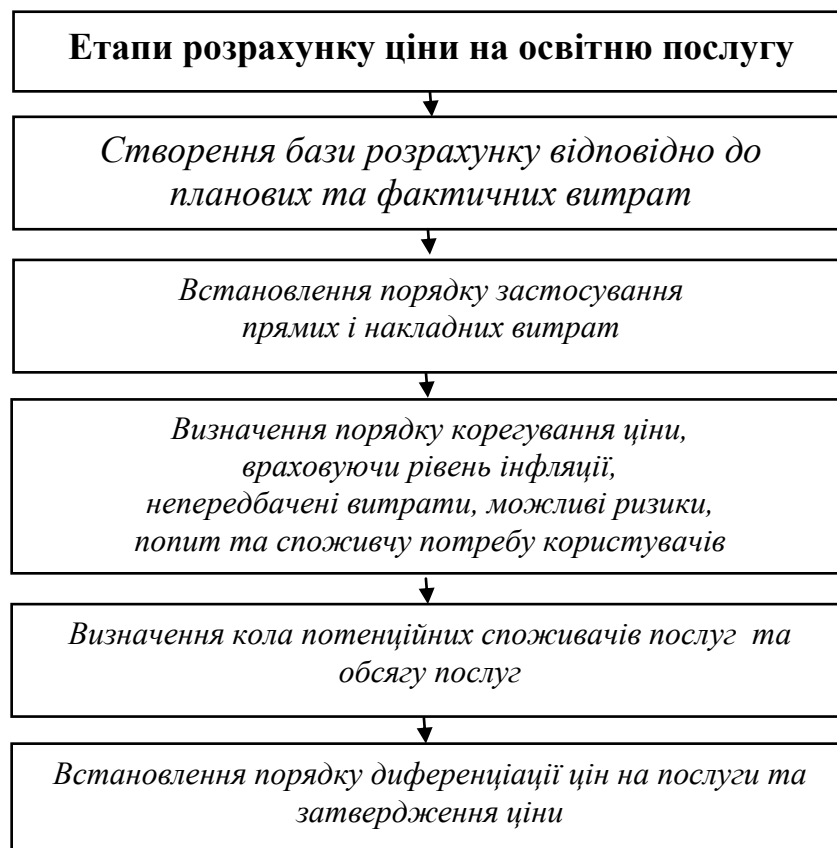 Етапи розрахунку ціни на освітню послугу
Створення бази розрахунку відповідно до
планових та фактичних витрат
Встановлення порядку застосування
прямих і накладних витрат
Визначення порядку корегування ціни,
враховуючи рівень інфляції,
непередбачені витрати, можливі ризики,
попит та споживчу потребу користувачів
Визначення кола потенційних споживачів послуг та
обсягу послуг
Встановлення порядку диференціації цін на послуги та
затвердження ціни